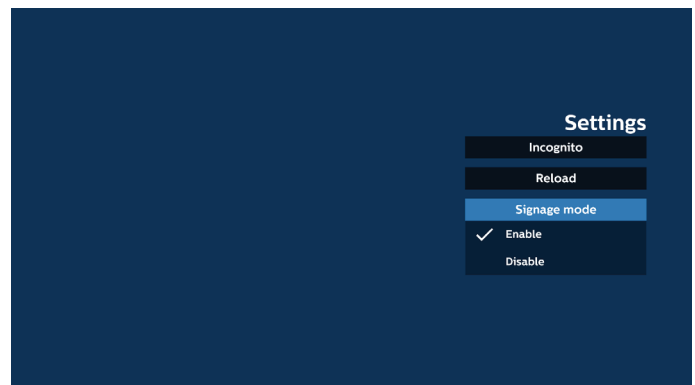 Settings
Incognito
Reload
Signage mode
Enable
Disable